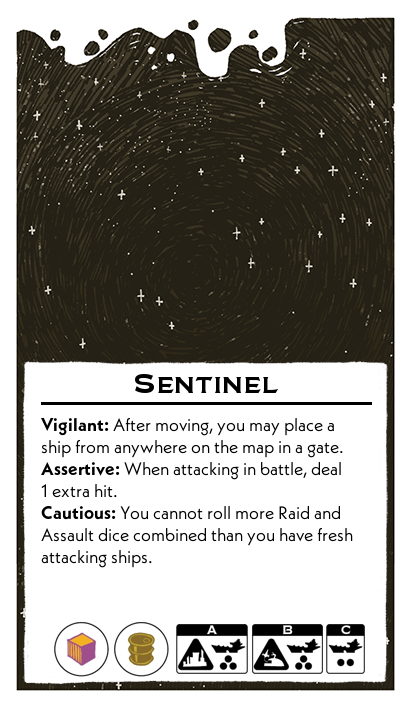 SENTINEL
Vigilant: After moving, you may place a
ship from anywhere on the map in a gate.
Assertive: When attacking in battle, deal
1 extra hit.
Cautious: You cannot roll more Raid and
Assault dice combined than you have fresh
attacking ships.
A B C